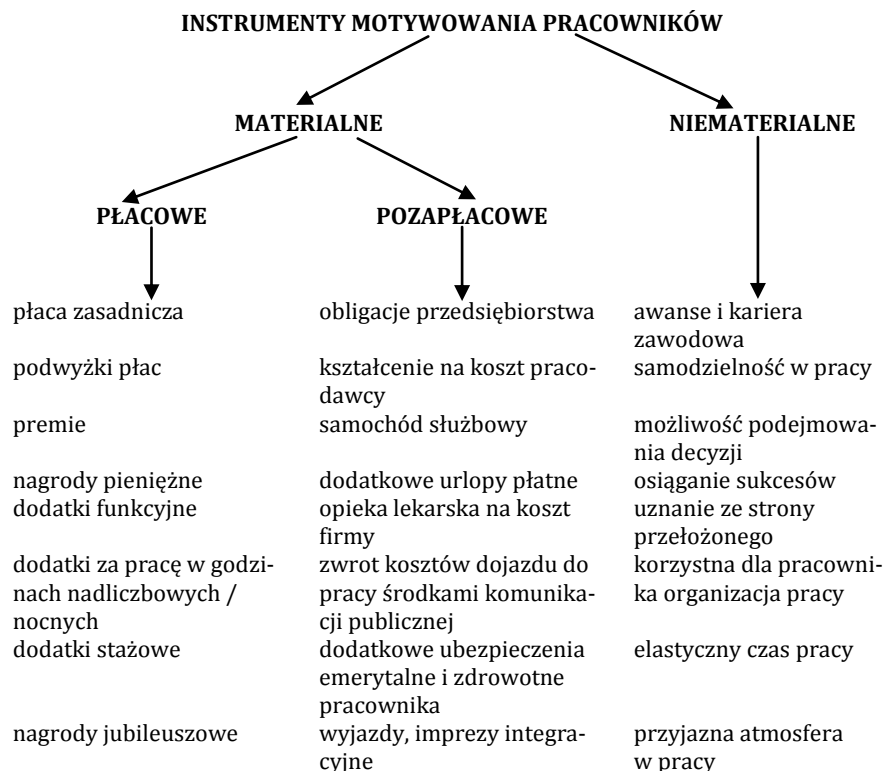 INSTRUMENTY MOTYWOWANIA PRACOWNIKÓW
MATERIALNE
NIEMATERIALNE
PŁACOWE
POZAPŁACOWE
płaca zasadnicza
podwyżki płac
premie
nagrody pieniężne
dodatki funkcyjne
dodatki za pracę w godzi-
nach nadliczbowych /
nocnych
dodatki stażowe
nagrody jubileuszowe
obligacje przedsiębiorstwa
kształcenie na koszt praco-
dawcy
samochód służbowy
dodatkowe urlopy płatne
opieka lekarska na koszt
firmy
zwrot kosztów dojazdu do
pracy środkami komunika-
cji publicznej
dodatkowe ubezpieczenia
emerytalne i zdrowotne
pracownika
wyjazdy, imprezy integra-
cyjne
awanse i kariera
zawodowa
samodzielność w pracy
możliwość podejmowa-
nia decyzji
osiąganie sukcesów
uznanie ze strony
przełożonego
korzystna dla pracowni-
ka organizacja pracy
elastyczny czas pracy
przyjazna atmosfera
w pracy